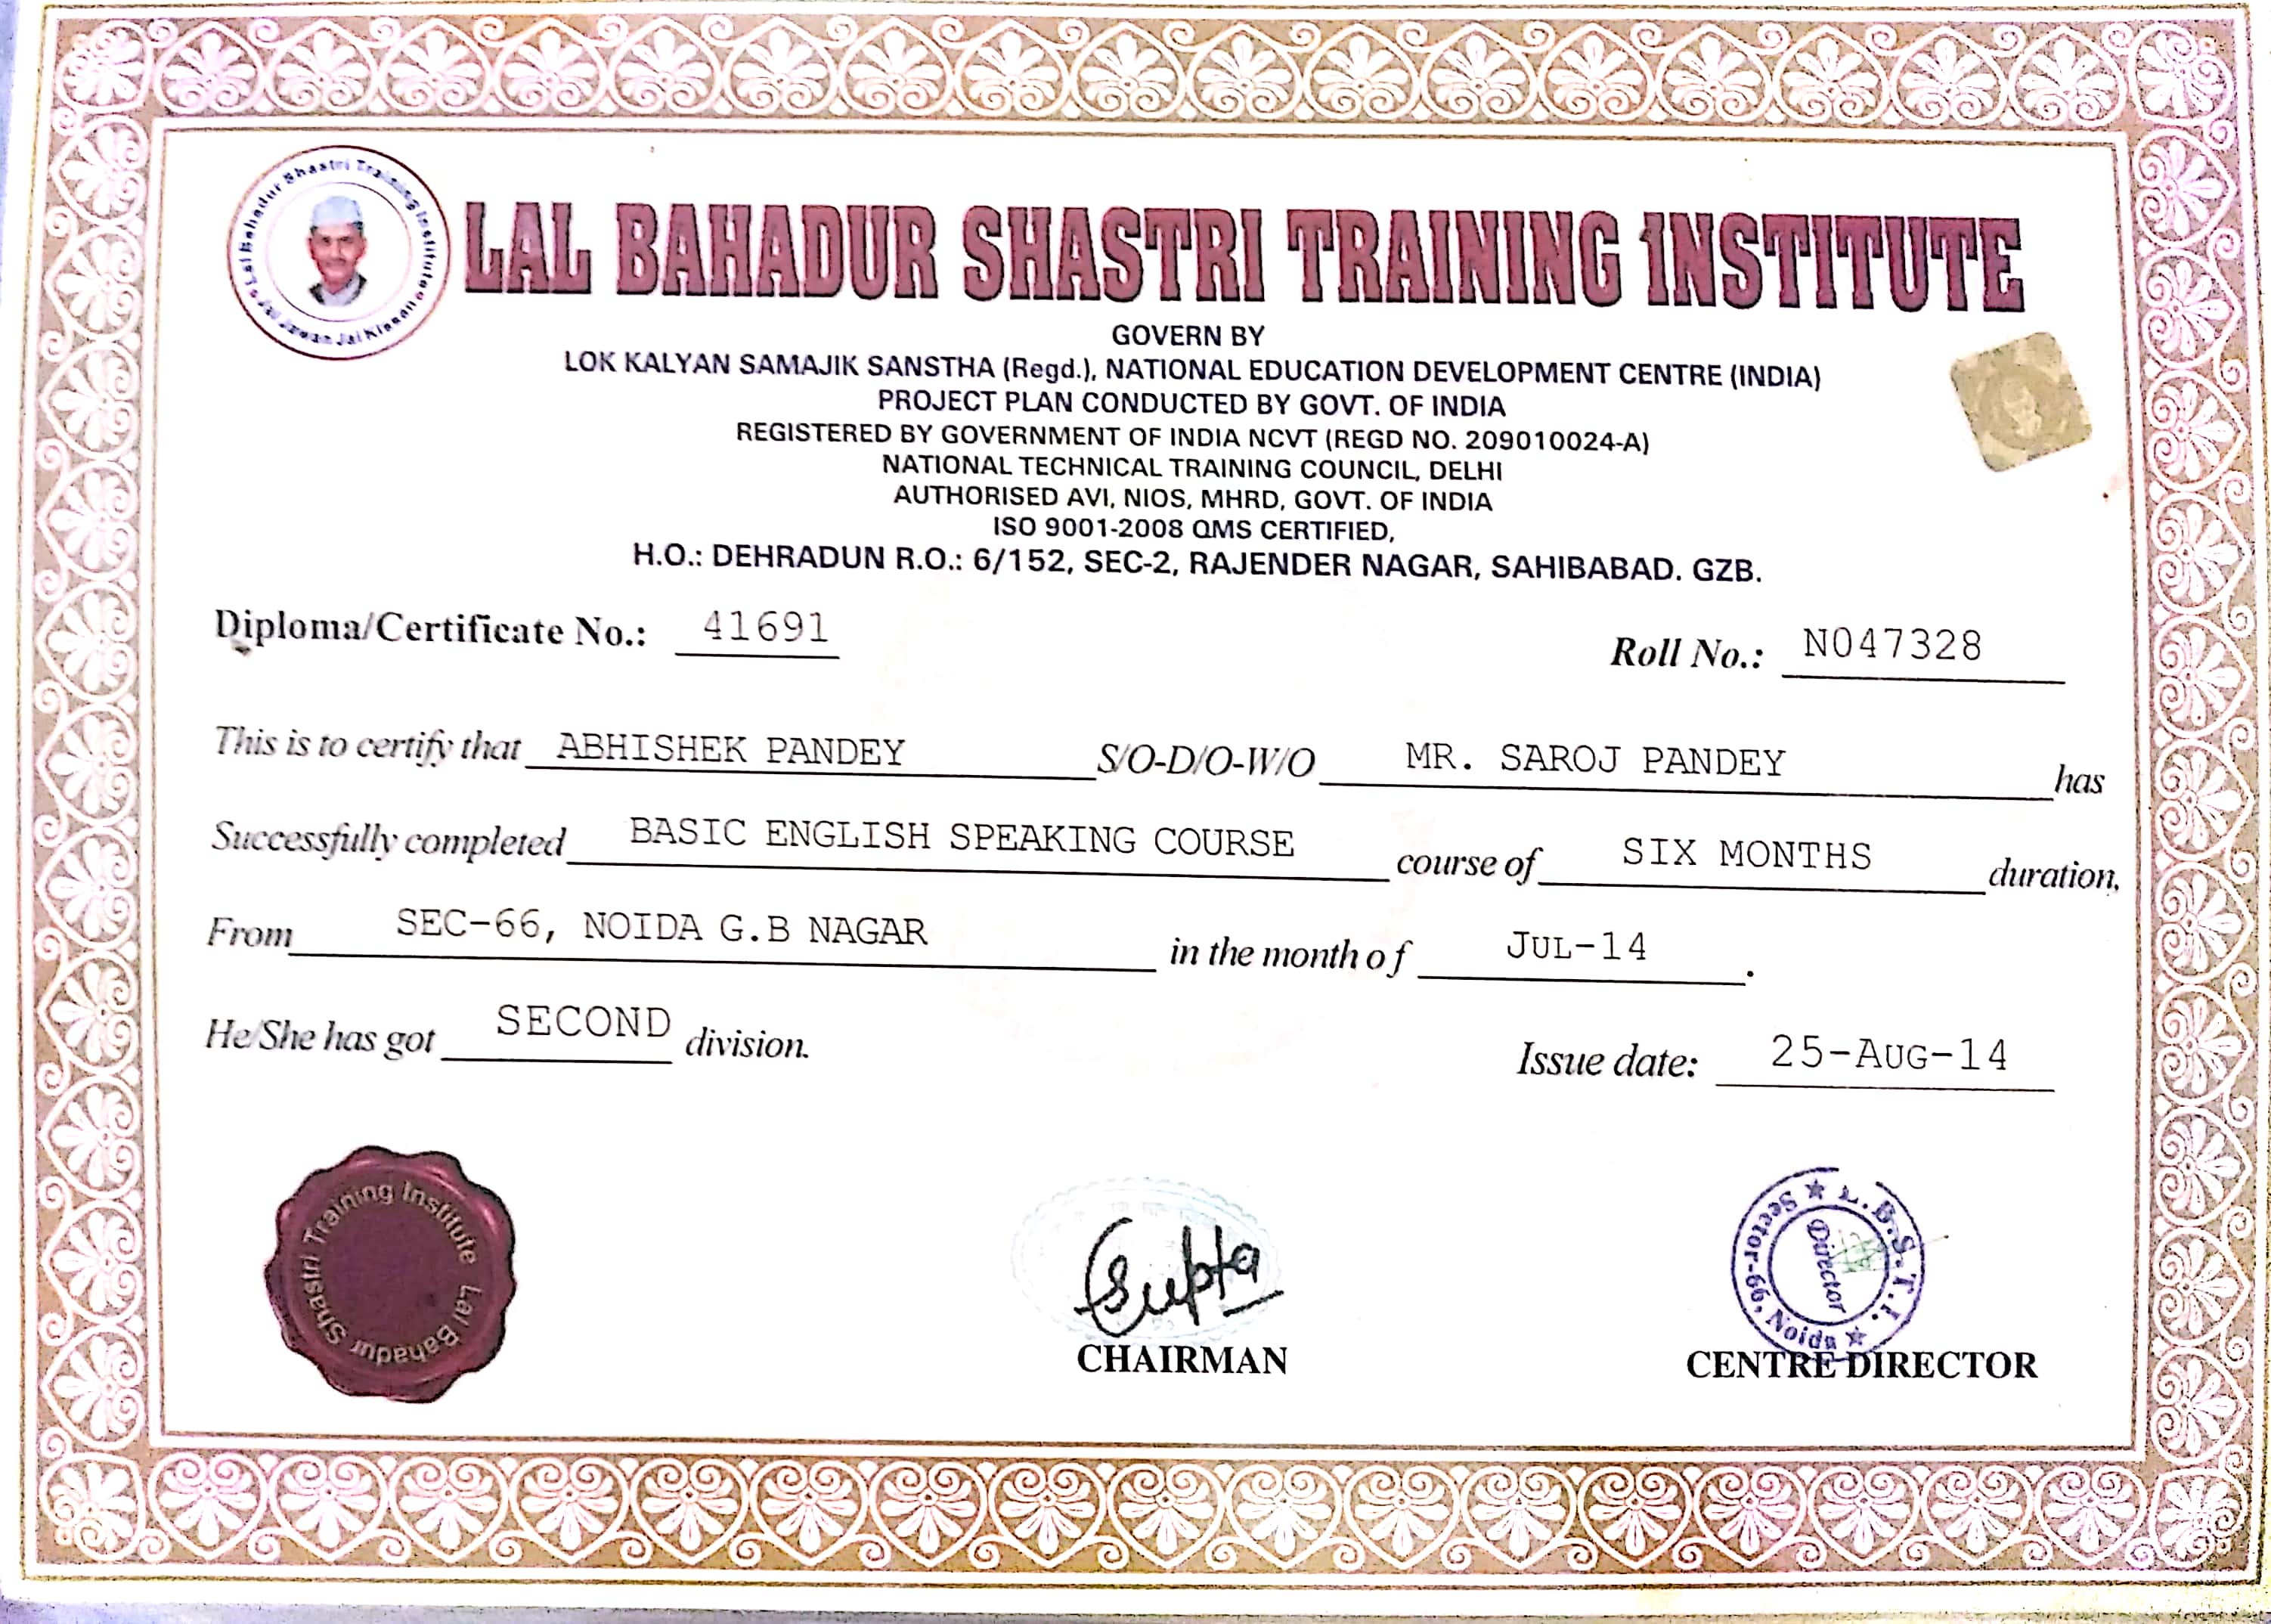 Lal Bahadur Shastri Training Institute
Jai Jawan Jai Kissan
LAL BAHADUR SHASTRI TRAINING INSTITUTE
GOVERN BY
LOK KALYAN SAMAJIK SANSTHA (Regd.), NATIONAL EDUCATION DEVELOPMENT CENTRE (INDIA)
PROJECT PLAN CONDUCTED BY GOVT. OF INDIA
REGISTERED BY GOVERNMENT OF INDIA NCVT (REGD NO. 209010024-A)
NATIONAL TECHNICAL TRAINING COUNCIL, DELHI
AUTHORISED AVI, NIOS, MHRD, GOVT. OF INDIA
ISO 9001-2008 QMS CERTIFIED,
H.O.: DEHRADUN R.O.: 6/152, SEC-2, RAJENDER NAGAR, SAHIBABAD. GZB.
Diploma/Certificate No.: 41691 Roll No.: N047328
This is to certify that ABHISHEK PANDEY S/O-D/O-W/O MR. SAROJ PANDEY has
Successfully completed BASIC ENGLISH SPEAKING COURSE course of SIX MONTHS duration,
From SEC-66, NOIDA G.B NAGAR in the month of JUL-14.
He/She has got SECOND division. Issue date: 25-AUG-14
Lal Bahadur Shastri Training Institute
Gupta
L.B.S.T.I.
Sector-66, Noida
Director
CHAIRMAN CENTRE DIRECTOR